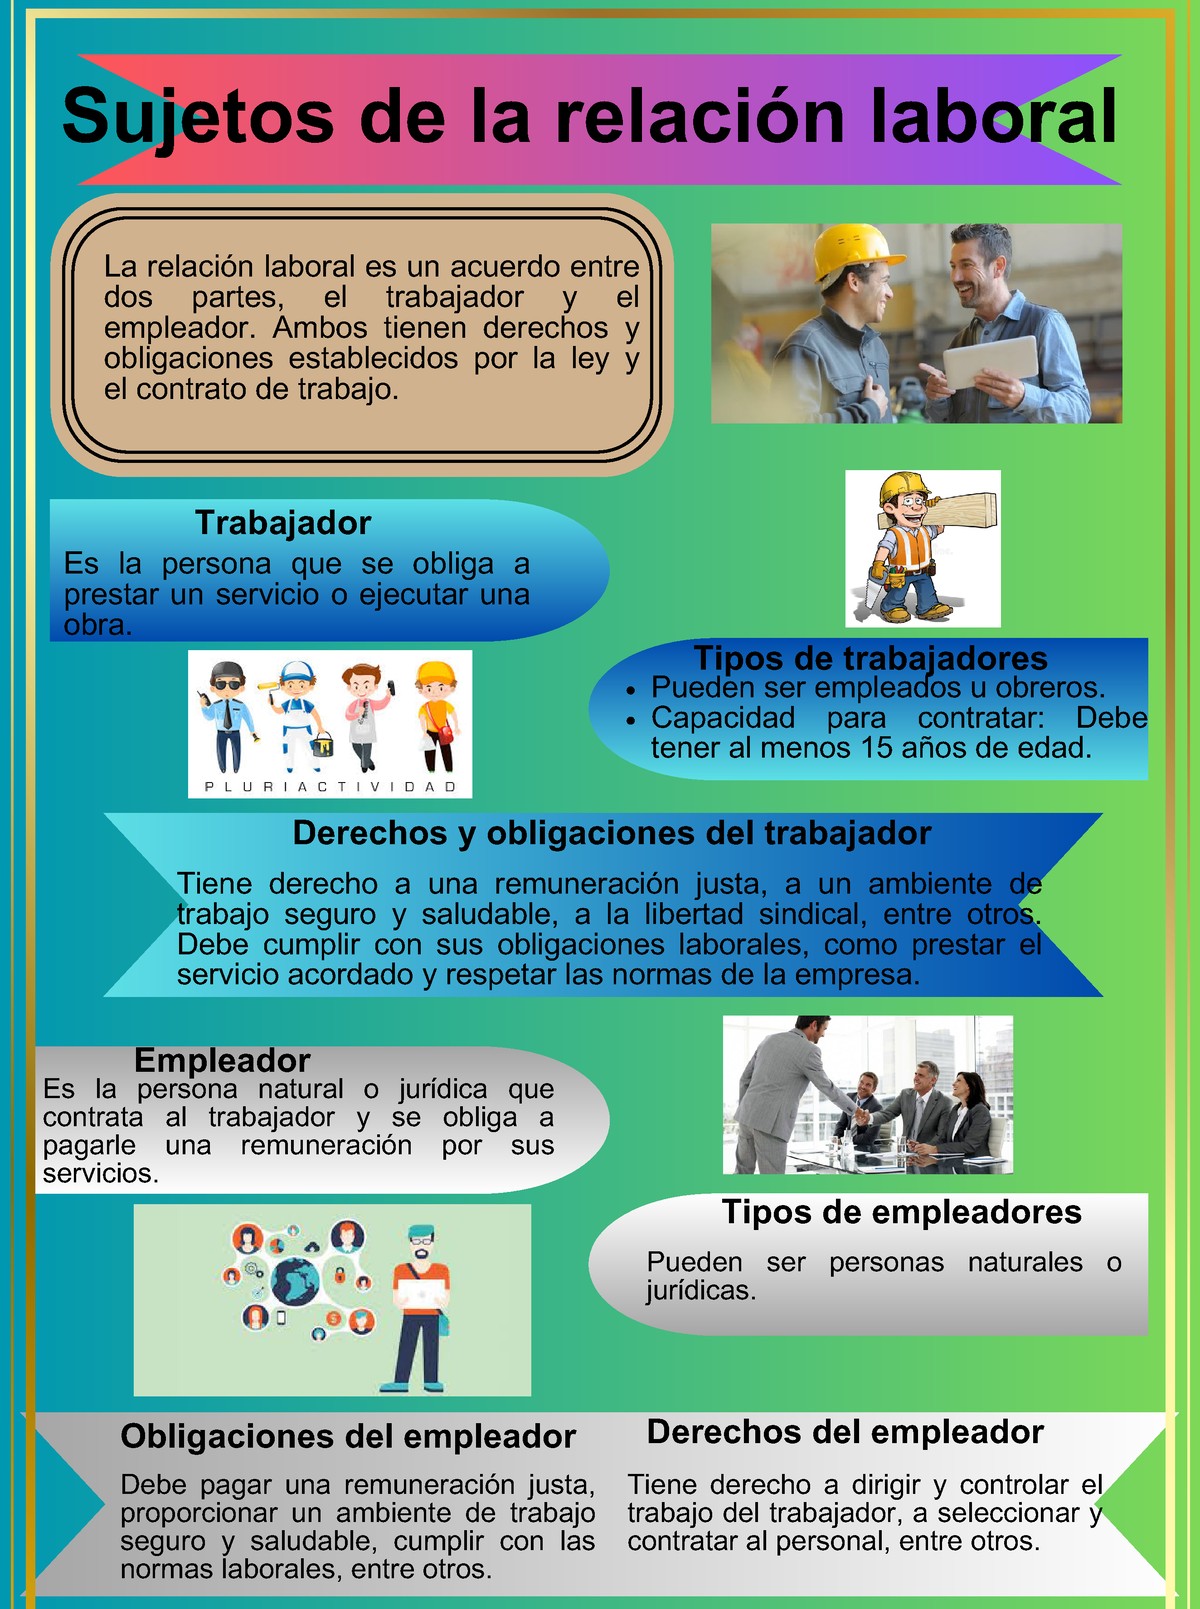 Sujetos de la relación laboral
La relación laboral es un acuerdo entre
dos partes, el trabajador y el
empleador. Ambos tienen derechos y
obligaciones establecidos por la ley y
el contrato de trabajo.
Trabajador
Es la persona que se obliga a
prestar un servicio o ejecutar una
obra.
PLURIACTIVIDAD
Tipos de trabajadores
• Pueden ser empleados u obreros.
• Capacidad para contratar: Debe
tener al menos 15 años de edad.
Derechos y obligaciones del trabajador
Tiene derecho a una remuneración justa, a un ambiente de
trabajo seguro y saludable, a la libertad sindical, entre otros.
Debe cumplir con sus obligaciones laborales, como prestar el
servicio acordado y respetar las normas de la empresa.
Empleador
Es la persona natural o jurídica que
contrata al trabajador y se obliga a
pagarle una remuneración por sus
servicios.
Tipos de empleadores
Pueden ser personas naturales o
jurídicas.
Obligaciones del empleador
Debe pagar una remuneración justa,
proporcionar un ambiente de trabajo
seguro y saludable, cumplir con las
normas laborales, entre otros.
Derechos del empleador
Tiene derecho a dirigir y controlar el
trabajo del trabajador, a seleccionar y
contratar al personal, entre otros.